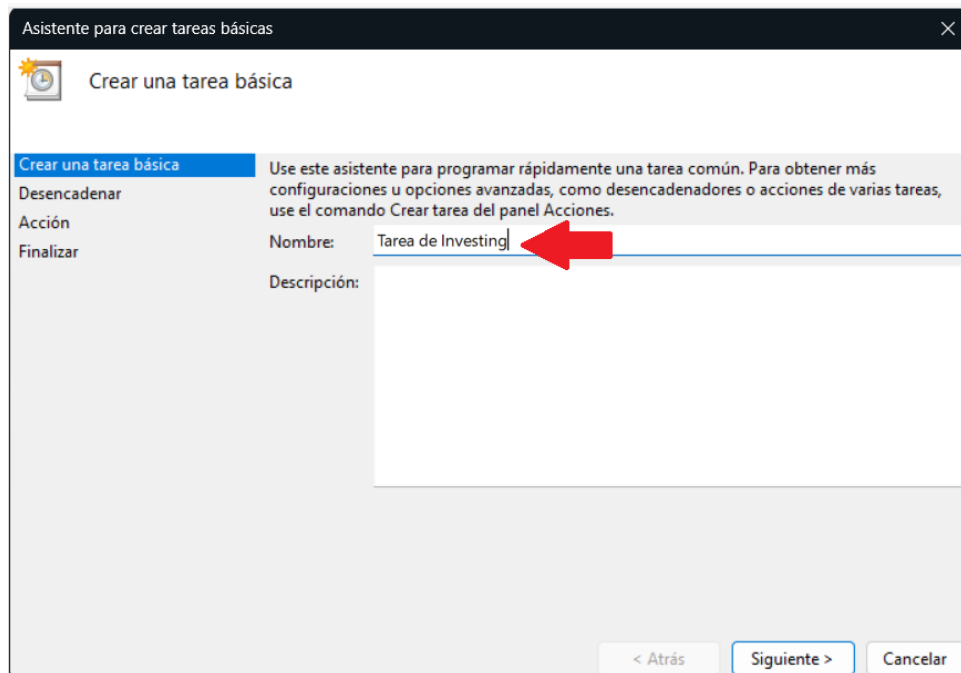 Asistente para crear tareas básicas
Crear una tarea básica
Crear una tarea básica
Desencadenar
Acción
Finalizar
Use este asistente para programar rápidamente una tarea común. Para obtener más
configuraciones u opciones avanzadas, como desencadenadores o acciones de varias tareas,
use el comando Crear tarea del panel Acciones.
Nombre: Tarea de Investing
Descripción:
< Atrás Siguiente > Cancelar